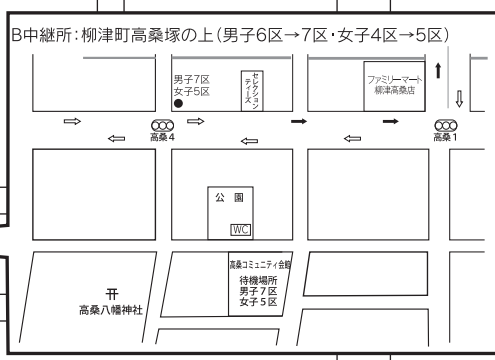 B中継所：柳津町高桑塚の上(男子6区→7区・女子4区→5区)
男子7区
女子5区
セレクション
ティーズ
ファミリーマート
柳津高桑店
高桑4
高桑1
公園
WC
高桑コミュニティ会館
待機場所
男子7区
女子5区
高桑八幡神社